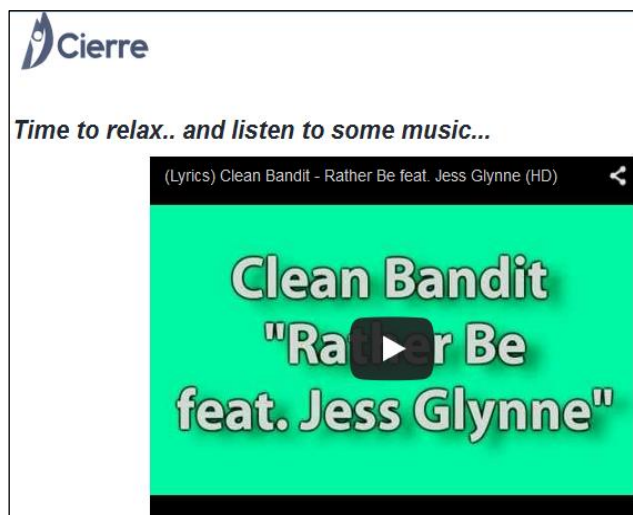 Cierre
Time to relax.. and listen to some music...
(Lyrics) Clean Bandit - Rather Be feat. Jess Glynne (HD)
Clean Bandit
"Rather Be
feat. Jess Glynne"